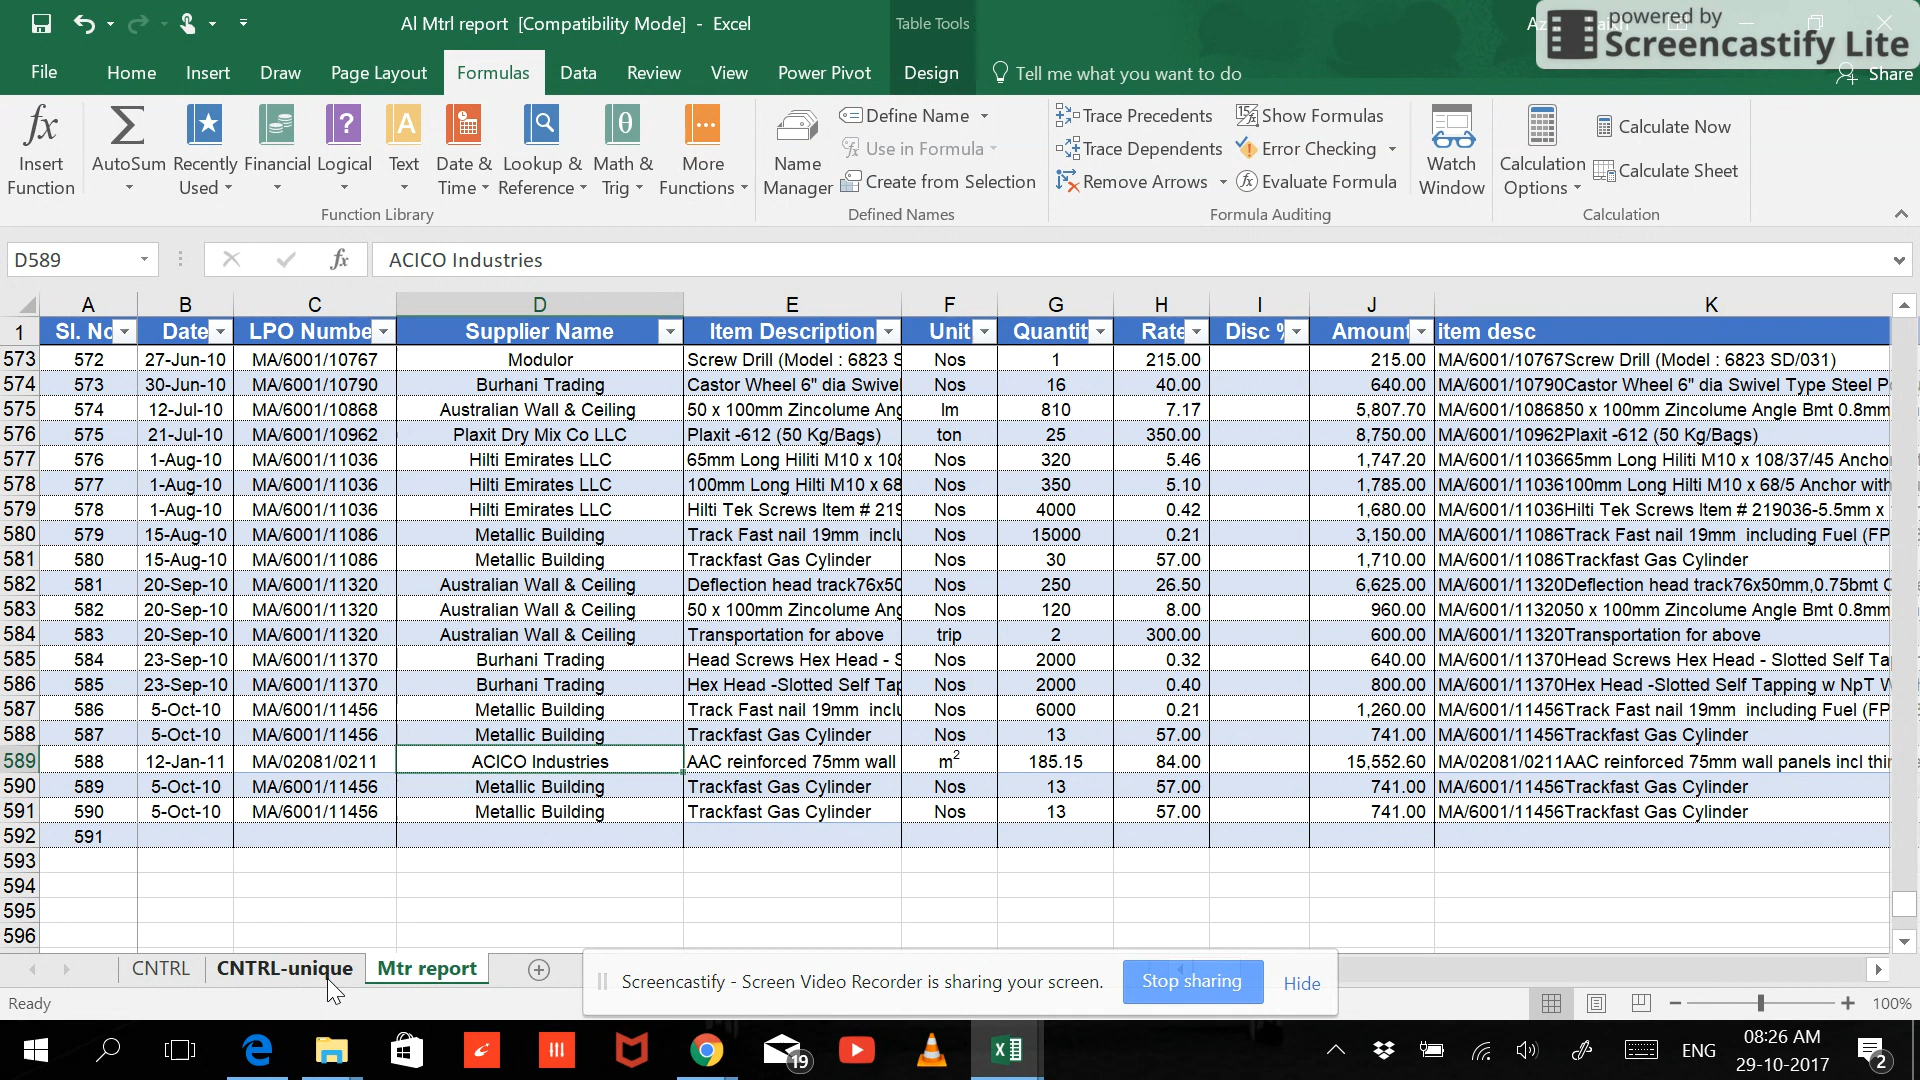 Al Mtrl report [Compatibility Mode] - Excel
Table Tools
powered by
Screencastify Lite
File Home Insert Draw Page Layout Formulas Data Review View Power Pivot Design Tell me what you want to do Share
Insert Function
AutoSum
Recently Used
Financial
Logical
Text
Date & Time
Lookup & Reference
Math & Trig
More Functions
Function Library
Name Manager
Define Name
Use in Formula
Create from Selection
Defined Names
Trace Precedents
Trace Dependents
Remove Arrows
Show Formulas
Error Checking
Evaluate Formula
Formula Auditing
Watch Window
Calculation Options
Calculate Now
Calculate Sheet
Calculation
D589 fx ACICO Industries
A B C D E F G H I J K
1 Sl. No Date LPO Numbe Supplier Name Item Description Unit Quantit Rate Disc % Amount item desc
573 572 27-Jun-10 MA/6001/10767 Modulor Screw Drill (Model : 6823 S Nos 1 215.00 215.00 MA/6001/10767Screw Drill (Model : 6823 SD/031)
574 573 30-Jun-10 MA/6001/10790 Burhani Trading Castor Wheel 6" dia Swivel Nos 16 40.00 640.00 MA/6001/10790Castor Wheel 6" dia Swivel Type Steel P
575 574 12-Jul-10 MA/6001/10868 Australian Wall & Ceiling 50 x 100mm Zincolume Ang lm 810 7.17 5,807.70 MA/6001/1086850 x 100mm Zincolume Angle Bmt 0.8mm
576 575 21-Jul-10 MA/6001/10962 Plaxit Dry Mix Co LLC Plaxit -612 (50 Kg/Bags) ton 25 350.00 8,750.00 MA/6001/10962Plaxit -612 (50 Kg/Bags)
577 576 1-Aug-10 MA/6001/11036 Hilti Emirates LLC 65mm Long Hiliti M10 x 108 Nos 320 5.46 1,747.20 MA/6001/1103665mm Long Hiliti M10 x 108/37/45 Ancho
578 577 1-Aug-10 MA/6001/11036 Hilti Emirates LLC 100mm Long Hilti M10 x 68 Nos 350 5.10 1,785.00 MA/6001/11036100mm Long Hilti M10 x 68/5 Anchor with
579 578 1-Aug-10 MA/6001/11036 Hilti Emirates LLC Hilti Tek Screws Item # 219 Nos 4000 0.42 1,680.00 MA/6001/11036Hilti Tek Screws Item # 219036-5.5mm x
580 579 15-Aug-10 MA/6001/11086 Metallic Building Track Fast nail 19mm inclu Nos 15000 0.21 3,150.00 MA/6001/11086Track Fast nail 19mm including Fuel (FP
581 580 15-Aug-10 MA/6001/11086 Metallic Building Trackfast Gas Cylinder Nos 30 57.00 1,710.00 MA/6001/11086Trackfast Gas Cylinder
582 581 20-Sep-10 MA/6001/11320 Australian Wall & Ceiling Deflection head track76x50 Nos 250 26.50 6,625.00 MA/6001/11320Deflection head track76x50mm,0.75bmt
583 582 20-Sep-10 MA/6001/11320 Australian Wall & Ceiling 50 x 100mm Zincolume Ang Nos 120 8.00 960.00 MA/6001/1132050 x 100mm Zincolume Angle Bmt 0.8mm
584 583 20-Sep-10 MA/6001/11320 Australian Wall & Ceiling Transportation for above trip 2 300.00 600.00 MA/6001/11320Transportation for above
585 584 23-Sep-10 MA/6001/11370 Burhani Trading Head Screws Hex Head - S Nos 2000 0.32 640.00 MA/6001/11370Head Screws Hex Head - Slotted Self Ta
586 585 23-Sep-10 MA/6001/11370 Burhani Trading Hex Head -Slotted Self Tap Nos 2000 0.40 800.00 MA/6001/11370Hex Head -Slotted Self Tapping w NpT W
587 586 5-Oct-10 MA/6001/11456 Metallic Building Track Fast nail 19mm inclu Nos 6000 0.21 1,260.00 MA/6001/11456Track Fast nail 19mm including Fuel (FP
588 587 5-Oct-10 MA/6001/11456 Metallic Building Trackfast Gas Cylinder Nos 13 57.00 741.00 MA/6001/11456Trackfast Gas Cylinder
589 588 12-Jan-11 MA/02081/0211 ACICO Industries AAC reinforced 75mm wall m² 185.15 84.00 15,552.60 MA/02081/0211AAC reinforced 75mm wall panels incl thi
590 589 5-Oct-10 MA/6001/11456 Metallic Building Trackfast Gas Cylinder Nos 13 57.00 741.00 MA/6001/11456Trackfast Gas Cylinder
591 590 5-Oct-10 MA/6001/11456 Metallic Building Trackfast Gas Cylinder Nos 13 57.00 741.00 MA/6001/11456Trackfast Gas Cylinder
592 591
593
594
595
596
CNTRL CNTRL-unique Mtr report
Screencastify - Screen Video Recorder is sharing your screen. Stop sharing Hide
Ready 100%
19
ENG
08:26 AM
29-10-2017
2